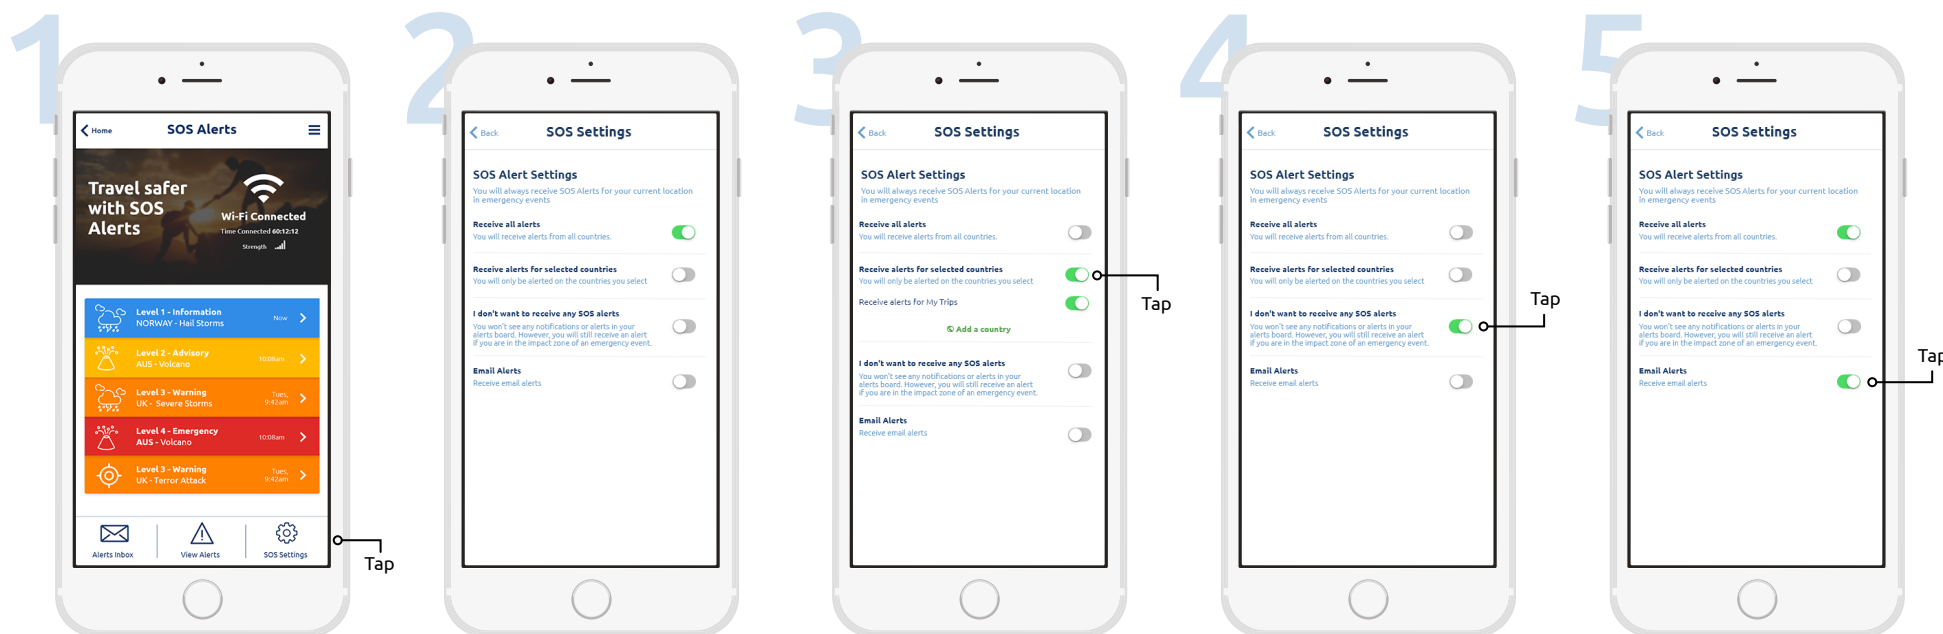 1
Home
SOS Alerts
Travel safer
with SOS
Alerts
Wi-Fi Connected
Time Connected 60:12:12
Strength
Level 1 - Information
NORWAY - Hail Storms
Now
Level 2 - Advisory
AUS - Volcano
10:08am
Level 3 - Warning
UK - Severe Storms
Tues,
9:42am
Level 4 - Emergency
AUS - Volcano
10:08am
Level 3 - Warning
UK - Terror Attack
Tues,
9:42am
Alerts Inbox
View Alerts
SOS Settings
Tap
2
Back
SOS Settings
SOS Alert Settings
You will always receive SOS Alerts for your current location
in emergency events
Receive all alerts
You will receive alerts from all countries.
Receive alerts for selected countries
You will only be alerted on the countries you select
I don't want to receive any SOS alerts
You won't see any notifications or alerts in your
alerts board. However, you will still receive an alert
if you are in the impact zone of an emergency event.
Email Alerts
Receive email alerts
3
Back
SOS Settings
SOS Alert Settings
You will always receive SOS Alerts for your current location
in emergency events
Receive all alerts
You will receive alerts from all countries.
Receive alerts for selected countries
You will only be alerted on the countries you select
Receive alerts for My Trips
Add a country
I don't want to receive any SOS alerts
You won't see any notifications or alerts in your
alerts board. However, you will still receive an alert
if you are in the impact zone of an emergency event.
Email Alerts
Receive email alerts
Tap
4
Back
SOS Settings
SOS Alert Settings
You will always receive SOS Alerts for your current location
in emergency events
Receive all alerts
You will receive alerts from all countries.
Receive alerts for selected countries
You will only be alerted on the countries you select
I don't want to receive any SOS alerts
You won't see any notifications or alerts in your
alerts board. However, you will still receive an alert
if you are in the impact zone of an emergency event.
Email Alerts
Receive email alerts
Tap
5
Back
SOS Settings
SOS Alert Settings
You will always receive SOS Alerts for your current location
in emergency events
Receive all alerts
You will receive alerts from all countries.
Receive alerts for selected countries
You will only be alerted on the countries you select
I don't want to receive any SOS alerts
You won't see any notifications or alerts in your
alerts board. However, you will still receive an alert
if you are in the impact zone of an emergency event.
Email Alerts
Receive email alerts
Tap